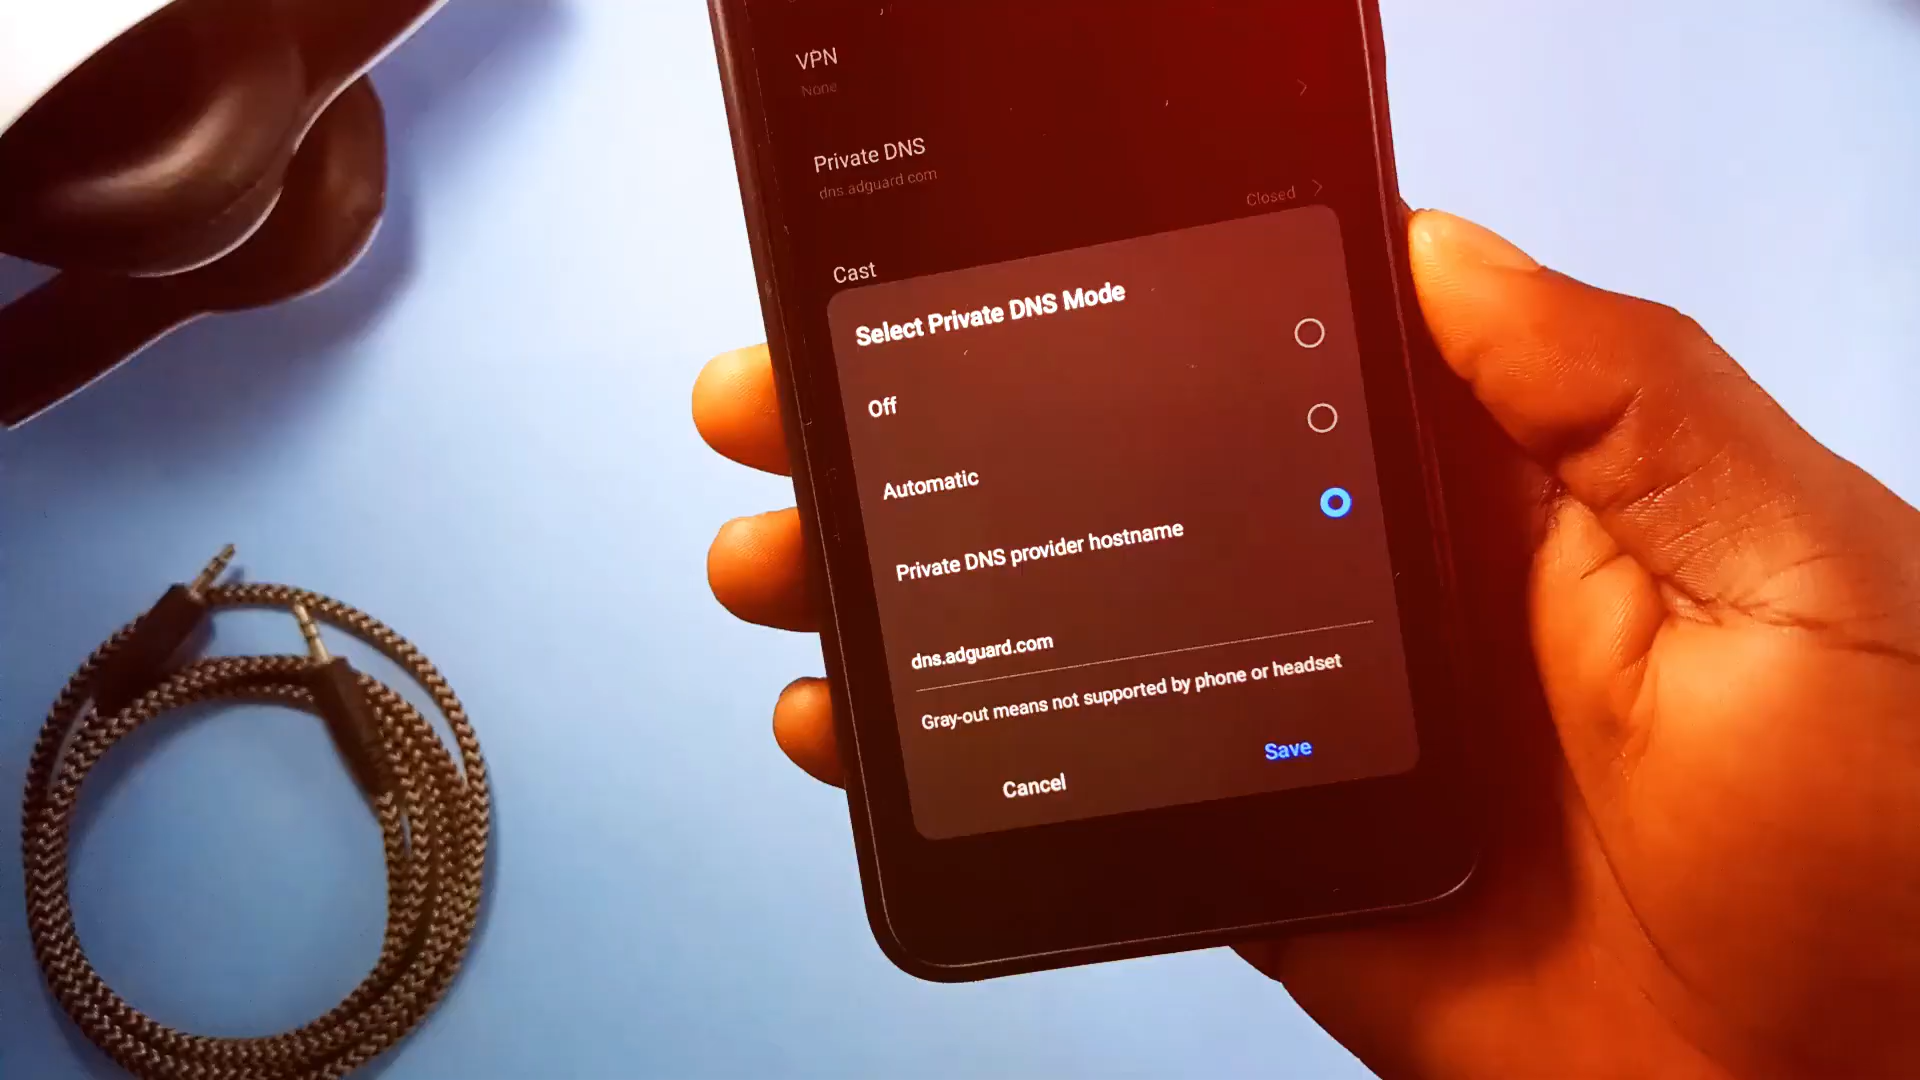 VPN
None
Private DNS
dns.adguard.com
Closed
Cast
Select Private DNS Mode
Off
Automatic
Private DNS provider hostname
dns.adguard.com
Gray-out means not supported by phone or headset
Cancel
Save